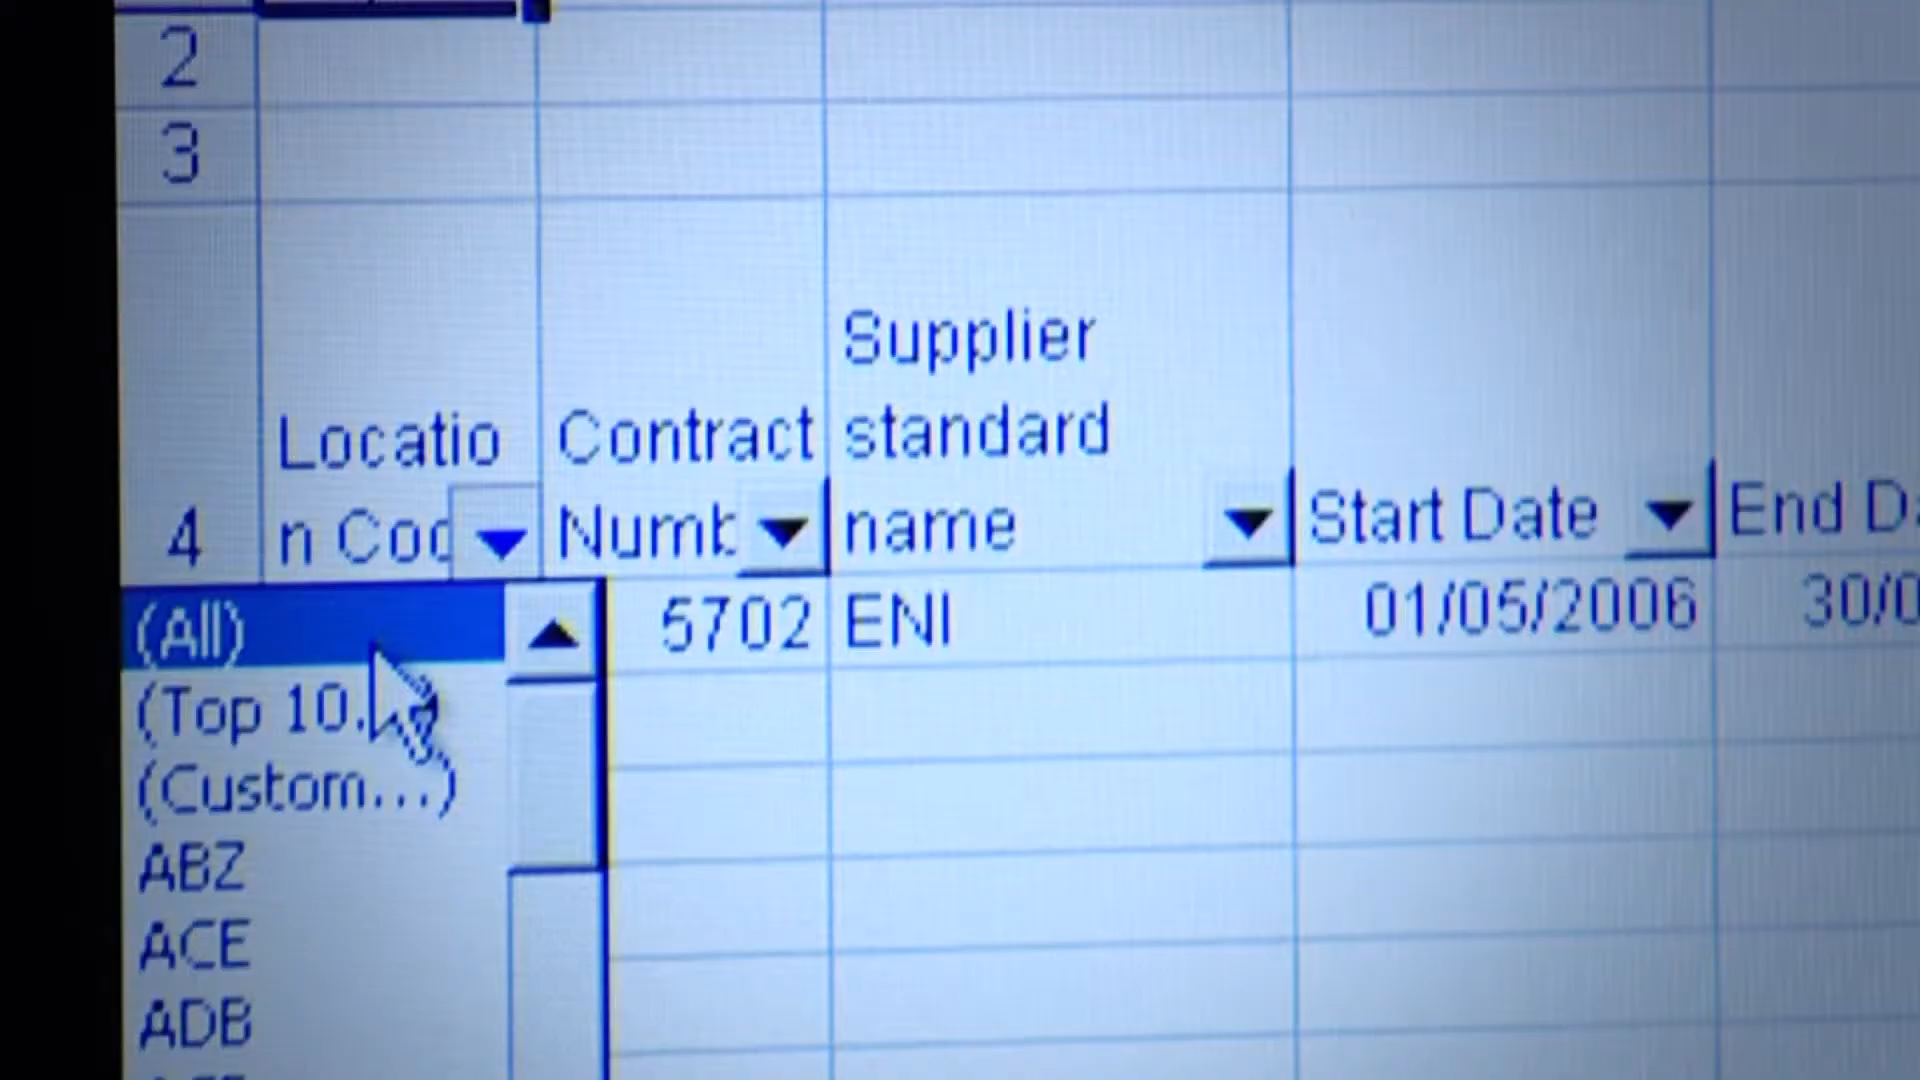 2
3
Locatio
n Coc
Contract
Numb
Supplier
standard
name
Start Date
End Da
4
(All)
5702
ENI
01/05/2006
30/0
(Top 10.
(Custom...)
ABZ
ACE
ADB